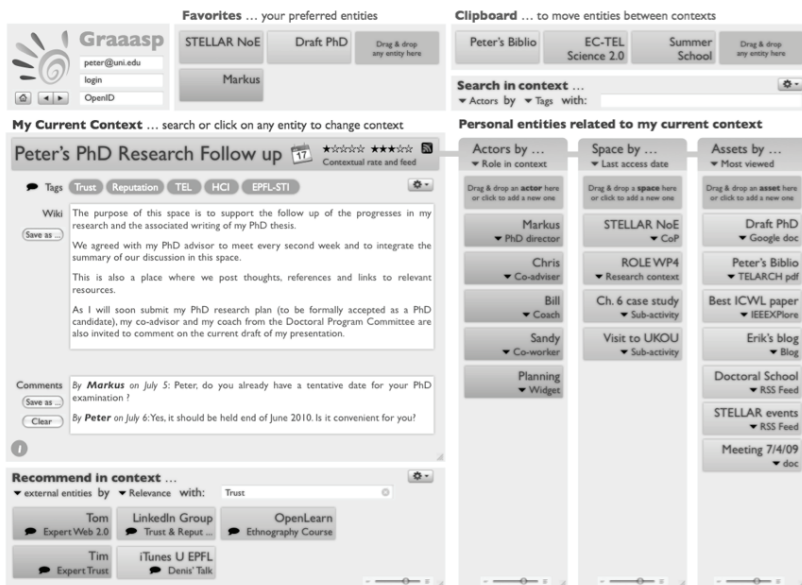 Graaasp
peter@uni.edu
login
OpenID
Favorites ... your preferred entities
STELLAR NoE
Draft PhD
Drag & drop
any entity here
Markus
Clipboard ... to move entities between contexts
Peter's Biblio
EC-TEL
Science 2.0
Summer
School
Drag & drop
any entity here
Search in context ...
Actors by Tags with:
My Current Context ... search or click on any entity to change context
Peter's PhD Research Follow up
17
Contextual rate and feed
Tags
Trust
Reputation
TEL
HCI
EPFL-STI
Wiki
Save as ...
The purpose of this space is to support the follow up of the progresses in my
research and the associated writing of my PhD thesis.
We agreed with my PhD advisor to meet every second week and to integrate the
summary of our discussion in this space.
This is also a place where we post thoughts, references and links to relevant
resources.
As I will soon submit my PhD research plan (to be formally accepted as a PhD
candidate), my co-advisor and my coach from the Doctoral Program Committee are
also invited to comment on the current draft of my presentation.
Comments
Save as ...
Clear
By Markus on July 5: Peter, do you already have a tentative date for your PhD
examination ?
By Peter on July 6:Yes, it should be held end of June 2010. Is it convenient for you?
i
Recommend in context ...
external entities by Relevance with:
Trust
Tom
Expert Web 2.0
LinkedIn Group
Trust & Reput ...
OpenLearn
Ethnography Course
Tim
Expert Trust
iTunes U EPFL
Denis' Talk
Personal entities related to my current context
Actors by ...
Role in context
Drag & drop an actor here
or click to add a new one
Markus
PhD director
Chris
Co-adviser
Bill
Coach
Sandy
Co-worker
Planning
Widget
Space by ...
Last access date
Drag & drop a space here
or click to add a new one
STELLAR NoE
CoP
ROLE WP4
Research context
Ch. 6 case study
Sub-activity
Visit to UKOU
Sub-activity
Assets by ...
Most viewed
Drag & drop an asset here
or click to add a new one
Draft PhD
Google doc
Peter's Biblio
TELARCH pdf
Best ICWL paper
IEEEXPlore
Erik's blog
Blog
Doctoral School
RSS Feed
STELLAR events
RSS Feed
Meeting 7/4/09
doc